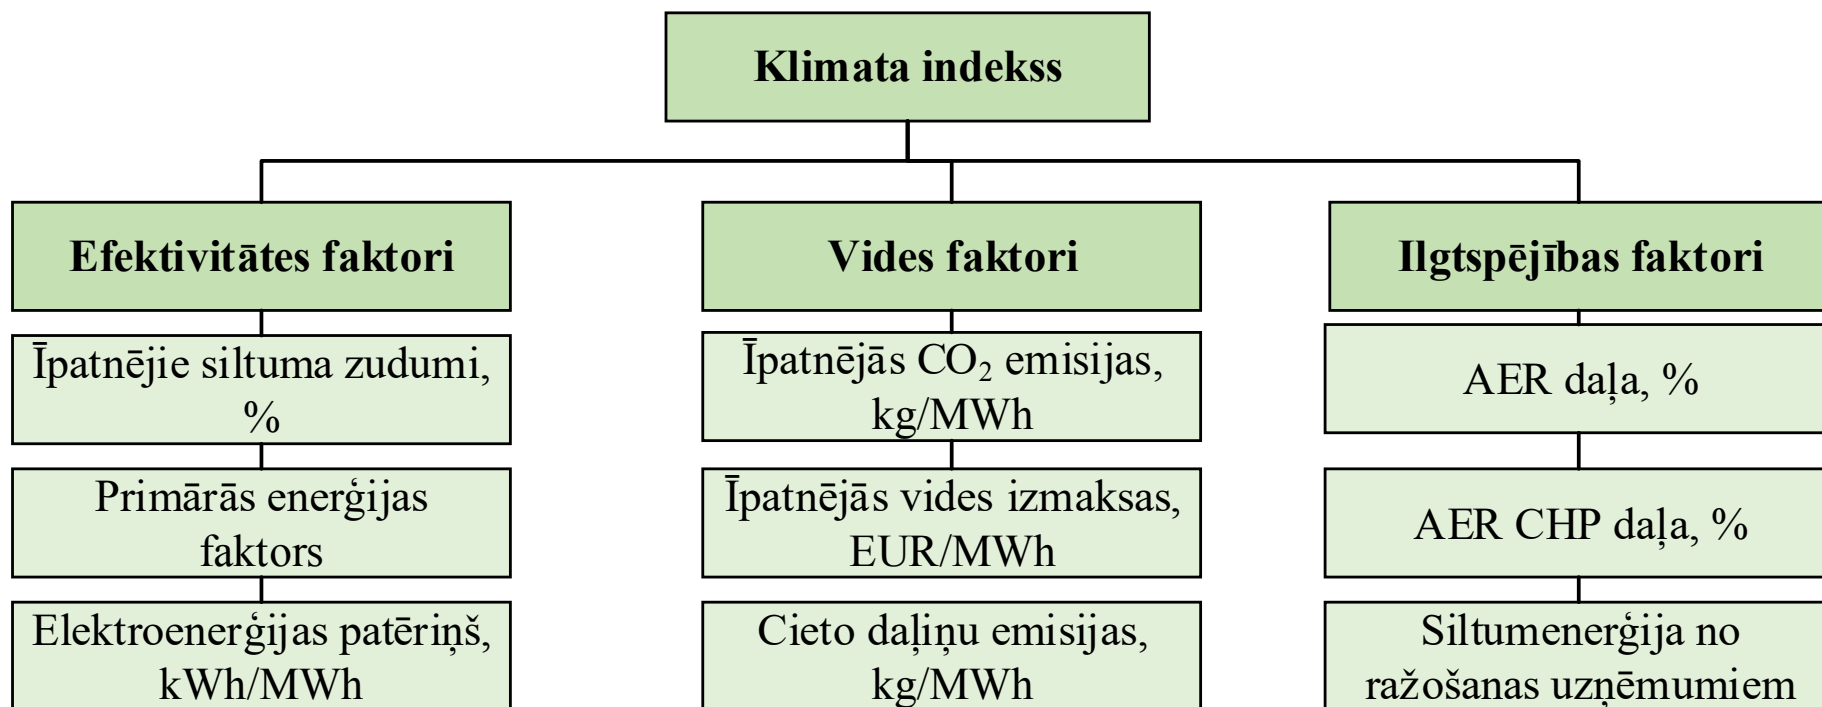 Klimata indekss
Efektivitātes faktori
Īpatnējie siltuma zudumi,
%
Primārās enerģijas
faktors
Elektroenerģijas patēriņš,
kWh/MWh
Vides faktori
Īpatnējās CO₂ emisijas,
kg/MWh
Īpatnējās vides izmaksas,
EUR/MWh
Cieto daļiņu emisijas,
kg/MWh
Ilgtspējības faktori
AER daļa, %
AER CHP daļa, %
Siltumenerģija no
ražošanas uzņēmumiem